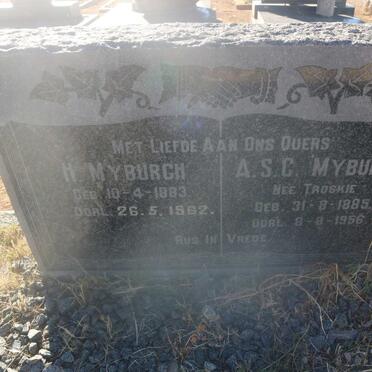 Met Liefde Aan Ons Ouers
H. Myburgh
Geb. 10-4-1883
Oorl. 26.5.1962.
A.S.C. Mybu
Nee Troskie
Geb. 31-8-1885
Oorl. 8-8-1956
Rus In Vrede